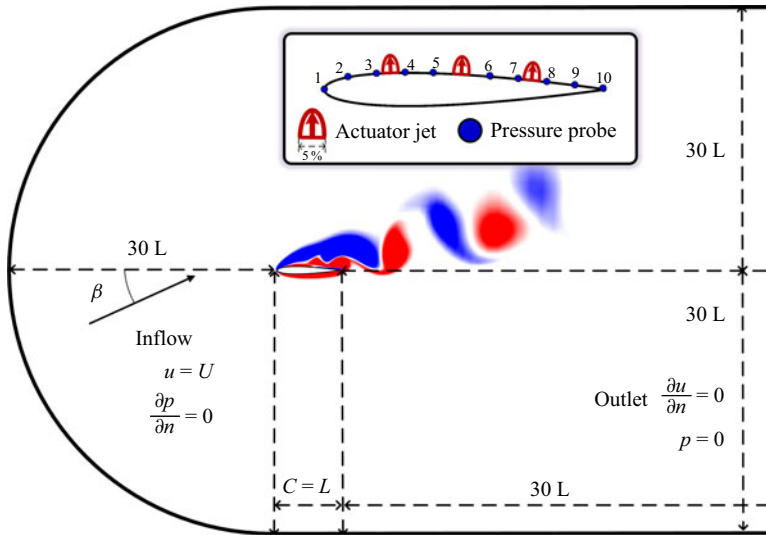 1 2 3 4 5 6 7 8 9 10
Actuator jet
Pressure probe
5 %
30 L
30 L
β
Inflow
u = U
∂p/∂n = 0
30 L
Outlet ∂u/∂n = 0
p = 0
C = L
30 L